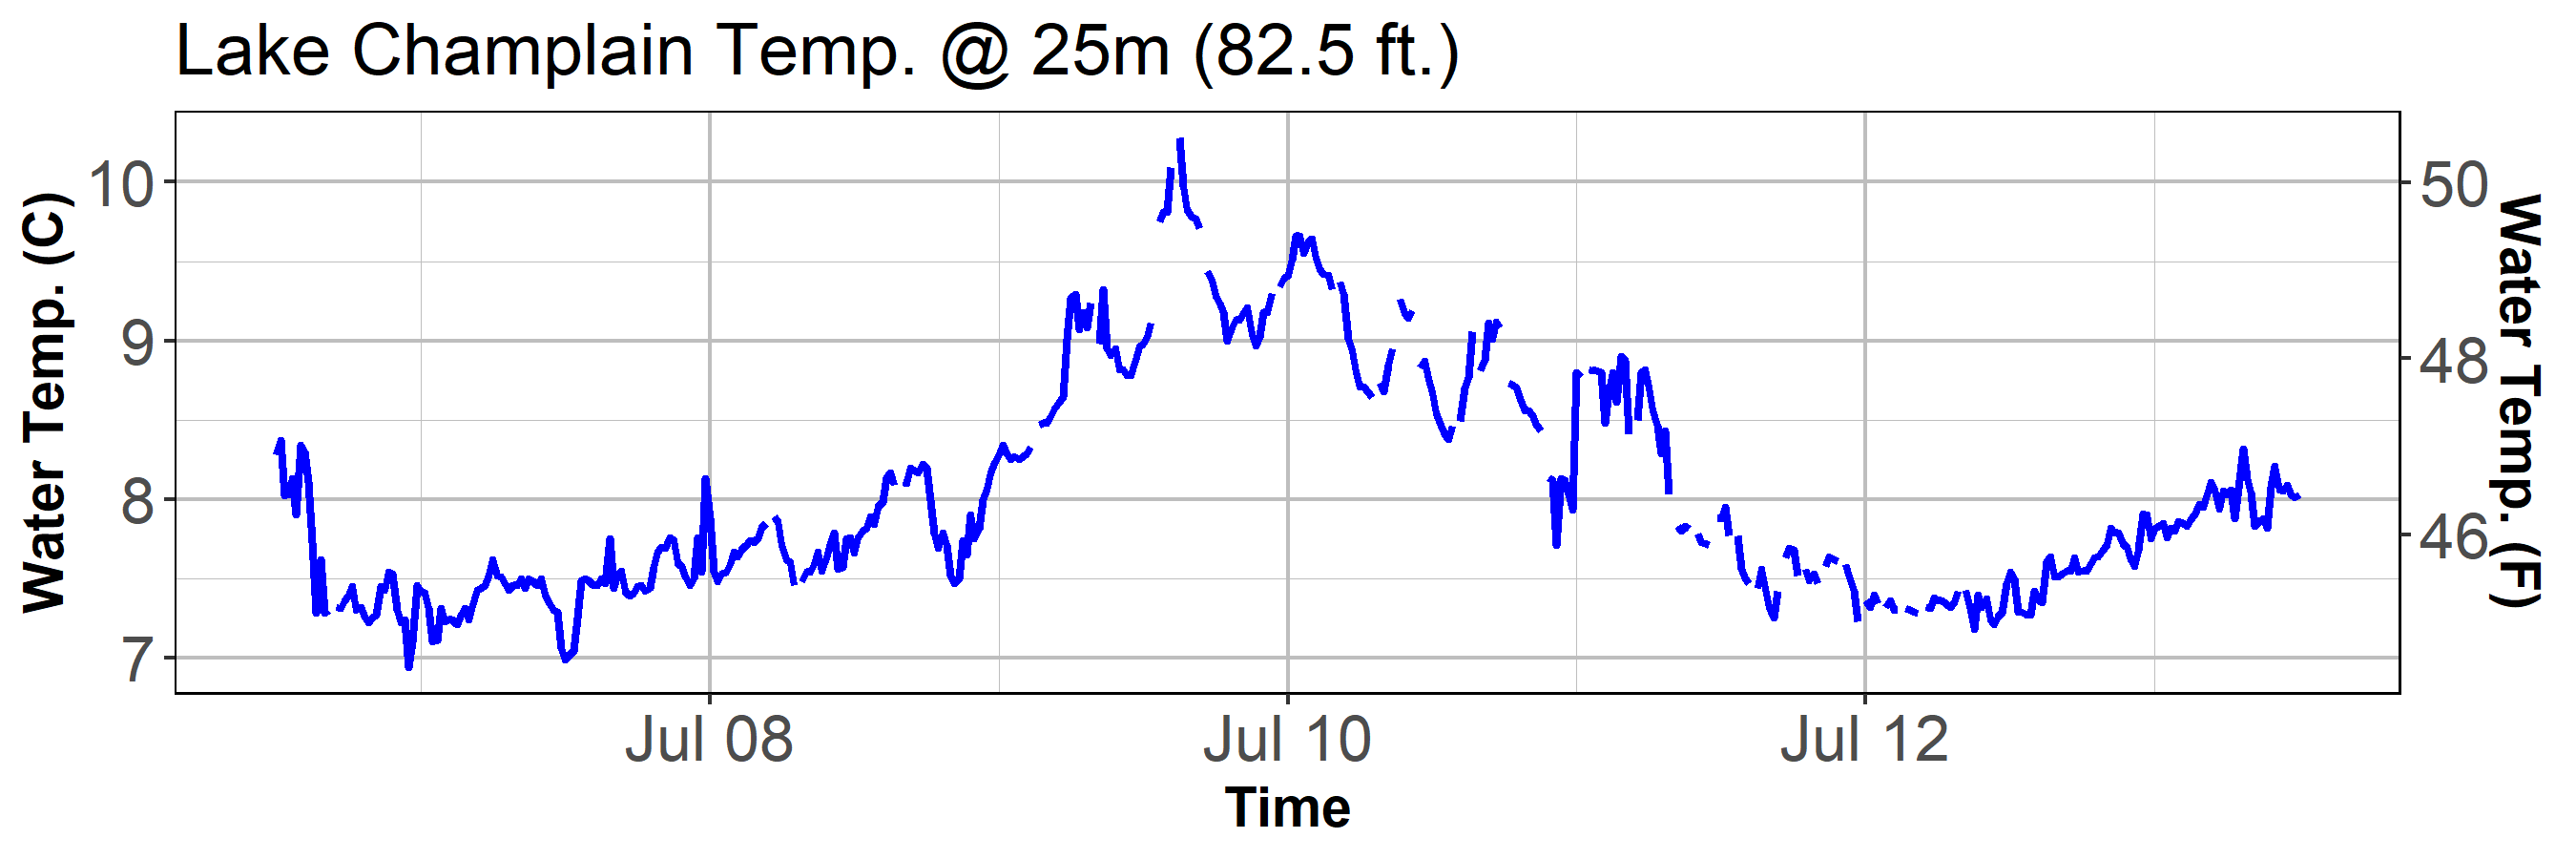 Lake Champlain Temp. @ 25m (82.5 ft.)
Water Temp. (C)
10
9
8
7
50
48
46
Water Temp. (F)
Jul 08
Jul 10
Jul 12
Time